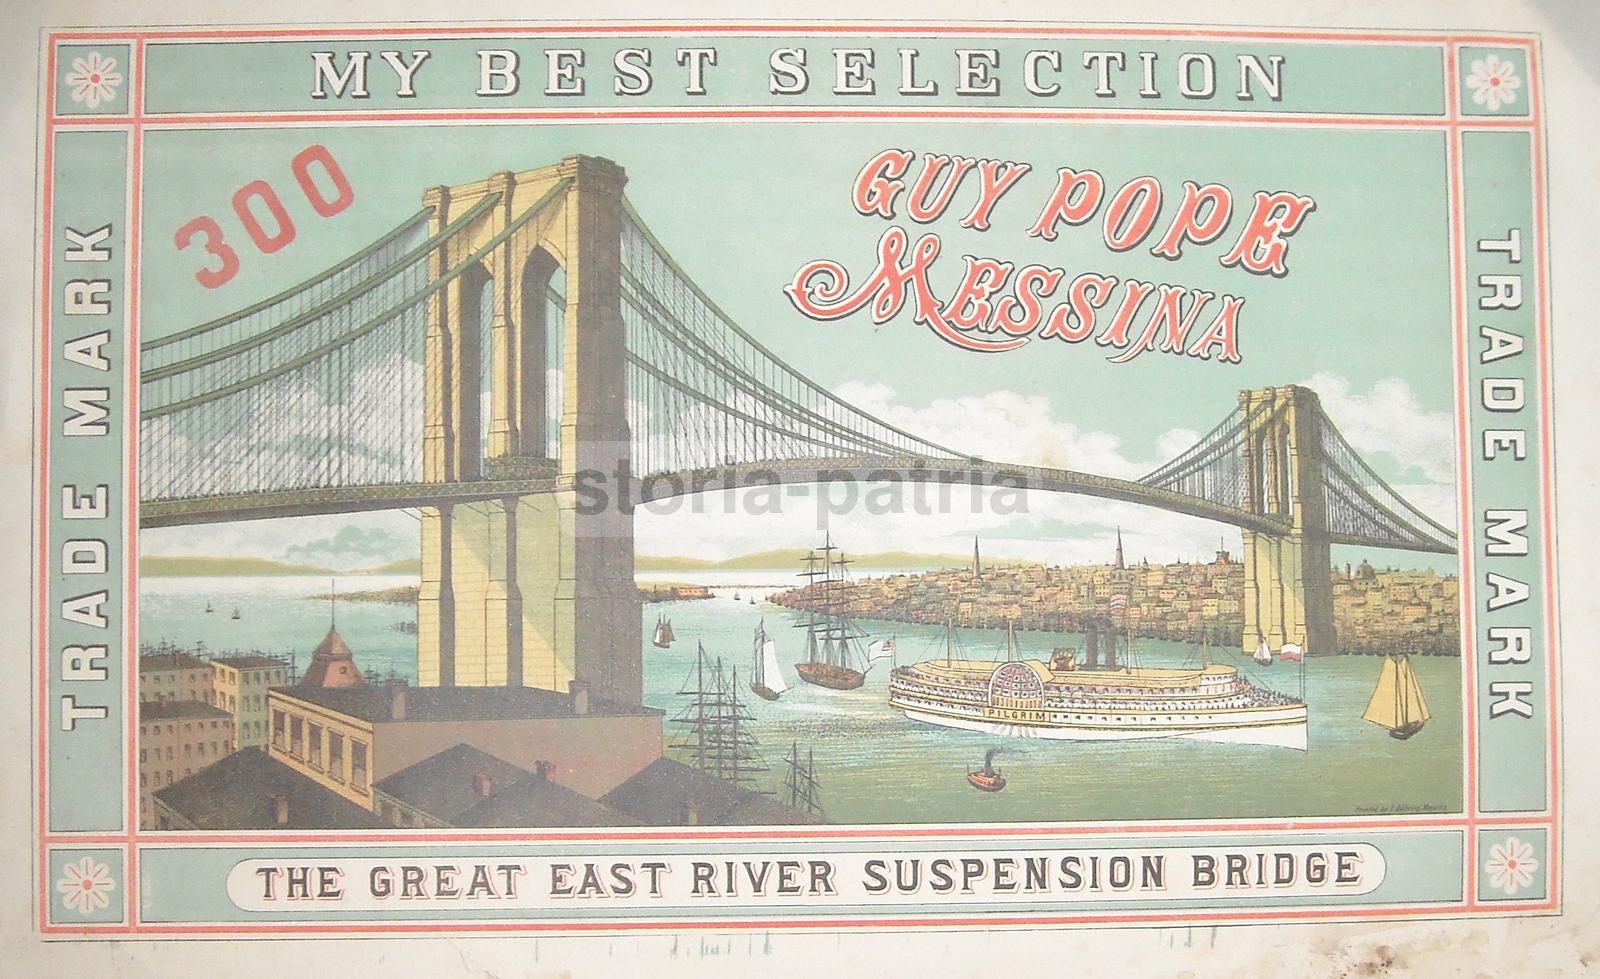 MY BEST SELECTION
300
GUY POPE
MESSINA
TRADE MARK
TRADE MARK
storia-patria
PILGRIM
THE GREAT EAST RIVER SUSPENSION BRIDGE